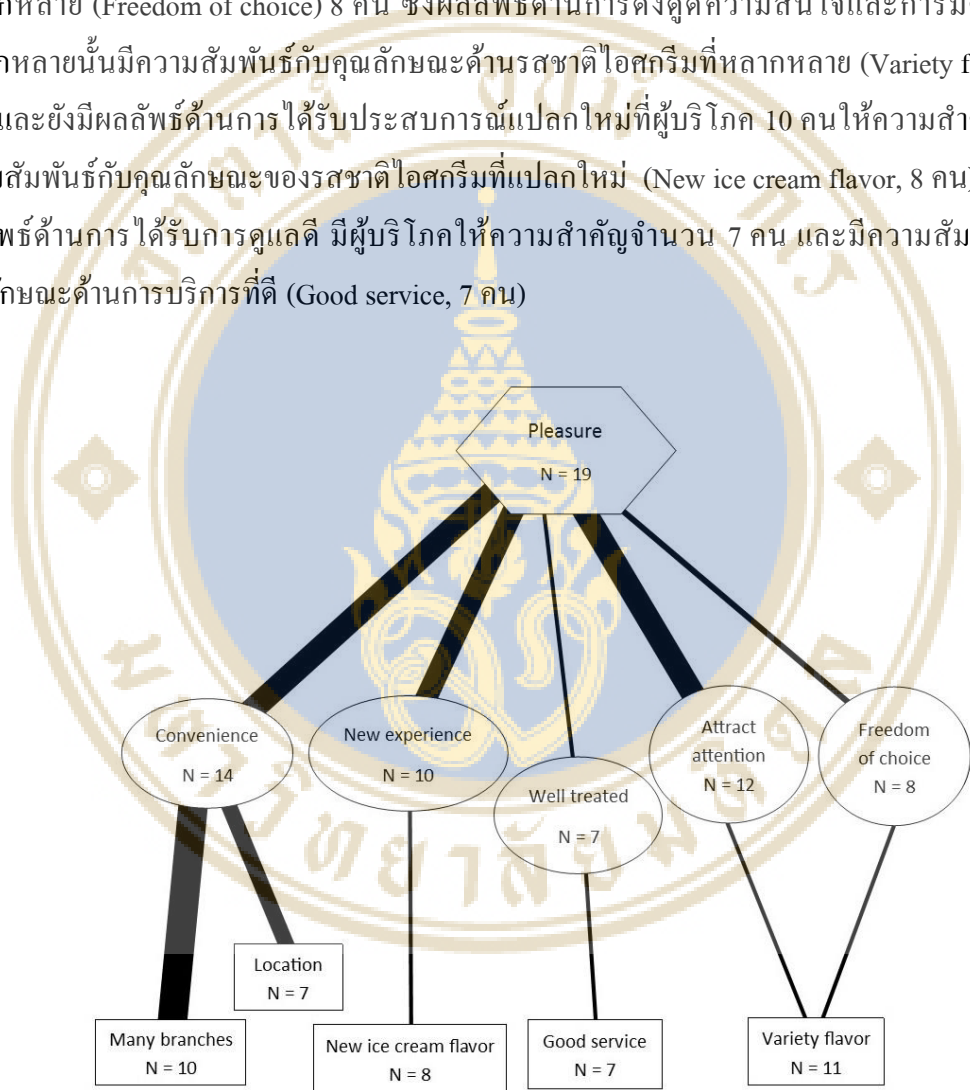 (Freedom of choice) 8 คน ซึ่งผลลัพธ์ด้านการดึงดูดความสนใจและการมี
กหลายนั้นมีความสัมพันธ์กับคุณลักษณะด้านรสชาติไอศกรีมที่หลากหลาย (Variety f
และยังมีผลลัพธ์ด้านการได้รับประสบการณ์แปลกใหม่ที่ผู้บริโภค 10 คนให้ความสำ
มสัมพันธ์กับคุณลักษณะของรสชาติไอศกรีมที่แปลกใหม่ (New ice cream flavor, 8 คน)
พธ์ด้านการได้รับการดูแลดี มีผู้บริโภคให้ความสำคัญจำนวน 7 คน และมีความสัม
ักษณะด้านการบริการที่ดี (Good service, 7 คน)
Pleasure
N = 19
Convenience
N = 14
New experience
N = 10
Well treated
N = 7
Attract
attention
N = 12
Freedom
of choice
N = 8
Location
N = 7
Many branches
N = 10
New ice cream flavor
N = 8
Good service
N = 7
Variety flavor
N = 11
มหาวิทยาลัยมหิดล